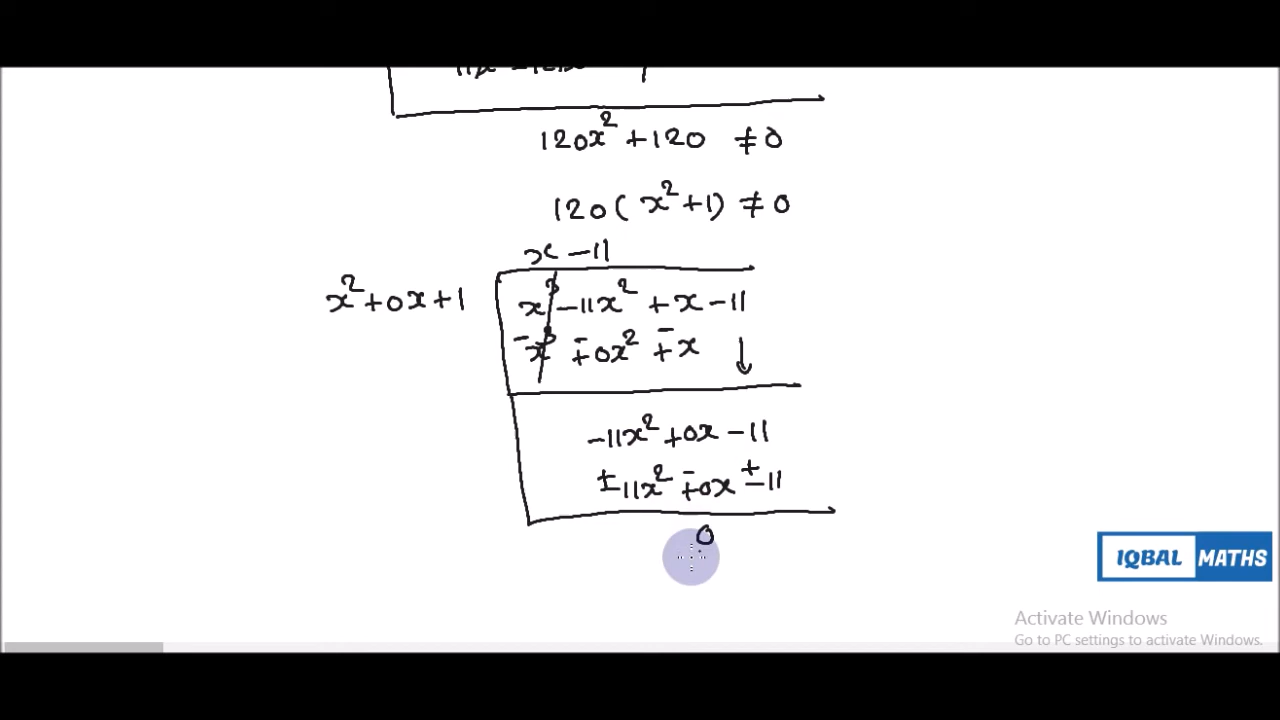 120x² + 120 ≠ 0
120 ( x² + 1) ≠ 0
x - 11
x² + 0x + 1
x³ - 11x² + x - 11
- - -
x³ + 0x² + x ↓
-11x² + 0x - 11
+ - +
-11x² + 0x - 11
0
IQBAL MATHS
Activate Windows
Go to PC settings to activate Windows.